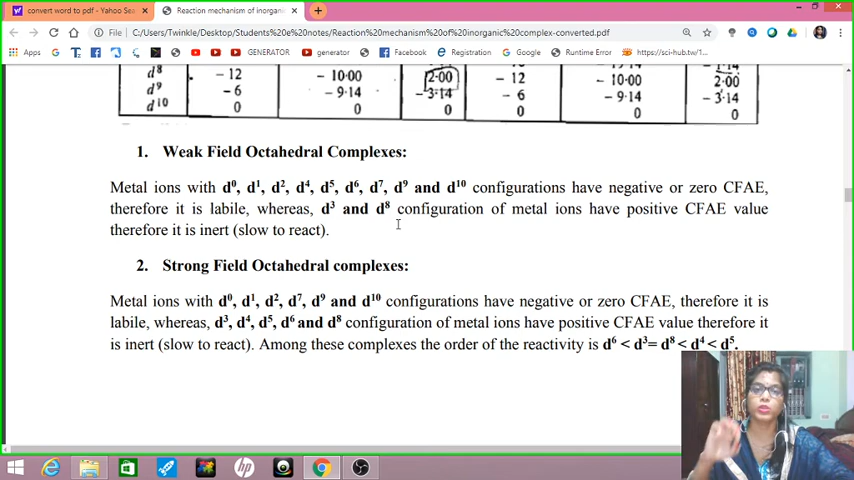 convert word to pdf - Yahoo Sea
Reaction mechanism of inorganic
File C:/Users/Twinkle/Desktop/Students%20e%20notes/Reaction%20mechanism%20of%20inorganic%20complex-converted.pdf
Apps GENERATOR generator Facebook Registration Google Runtime Error https://sci-hub.tw/1...
d⁸ - 12 - 10·00 2·00 - 12 - 10·00 2·00
d⁹ - 6 - 9·14 - 3·14 - 6 - 9·14 - 3·14
d¹⁰ 0 0 0 0 0 0
1. Weak Field Octahedral Complexes:
Metal ions with d⁰, d¹, d², d⁴, d⁵, d⁶, d⁷, d⁹ and d¹⁰ configurations have negative or zero CFAE,
therefore it is labile, whereas, d³ and d⁸ configuration of metal ions have positive CFAE value
therefore it is inert (slow to react).
2. Strong Field Octahedral complexes:
Metal ions with d⁰, d¹, d², d⁷, d⁹ and d¹⁰ configurations have negative or zero CFAE, therefore it is
labile, whereas, d³, d⁴, d⁵, d⁶ and d⁸ configuration of metal ions have positive CFAE value therefore it
is inert (slow to react). Among these complexes the order of the reactivity is d⁶ < d³= d⁸ < d⁴ < d⁵.
hp